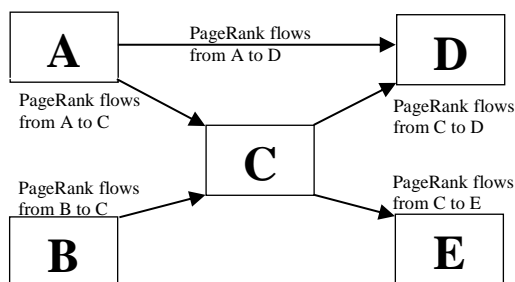 A
PageRank flows
from A to D
D
PageRank flows
from A to C
PageRank flows
from C to D
C
PageRank flows
from B to C
PageRank flows
from C to E
B
E